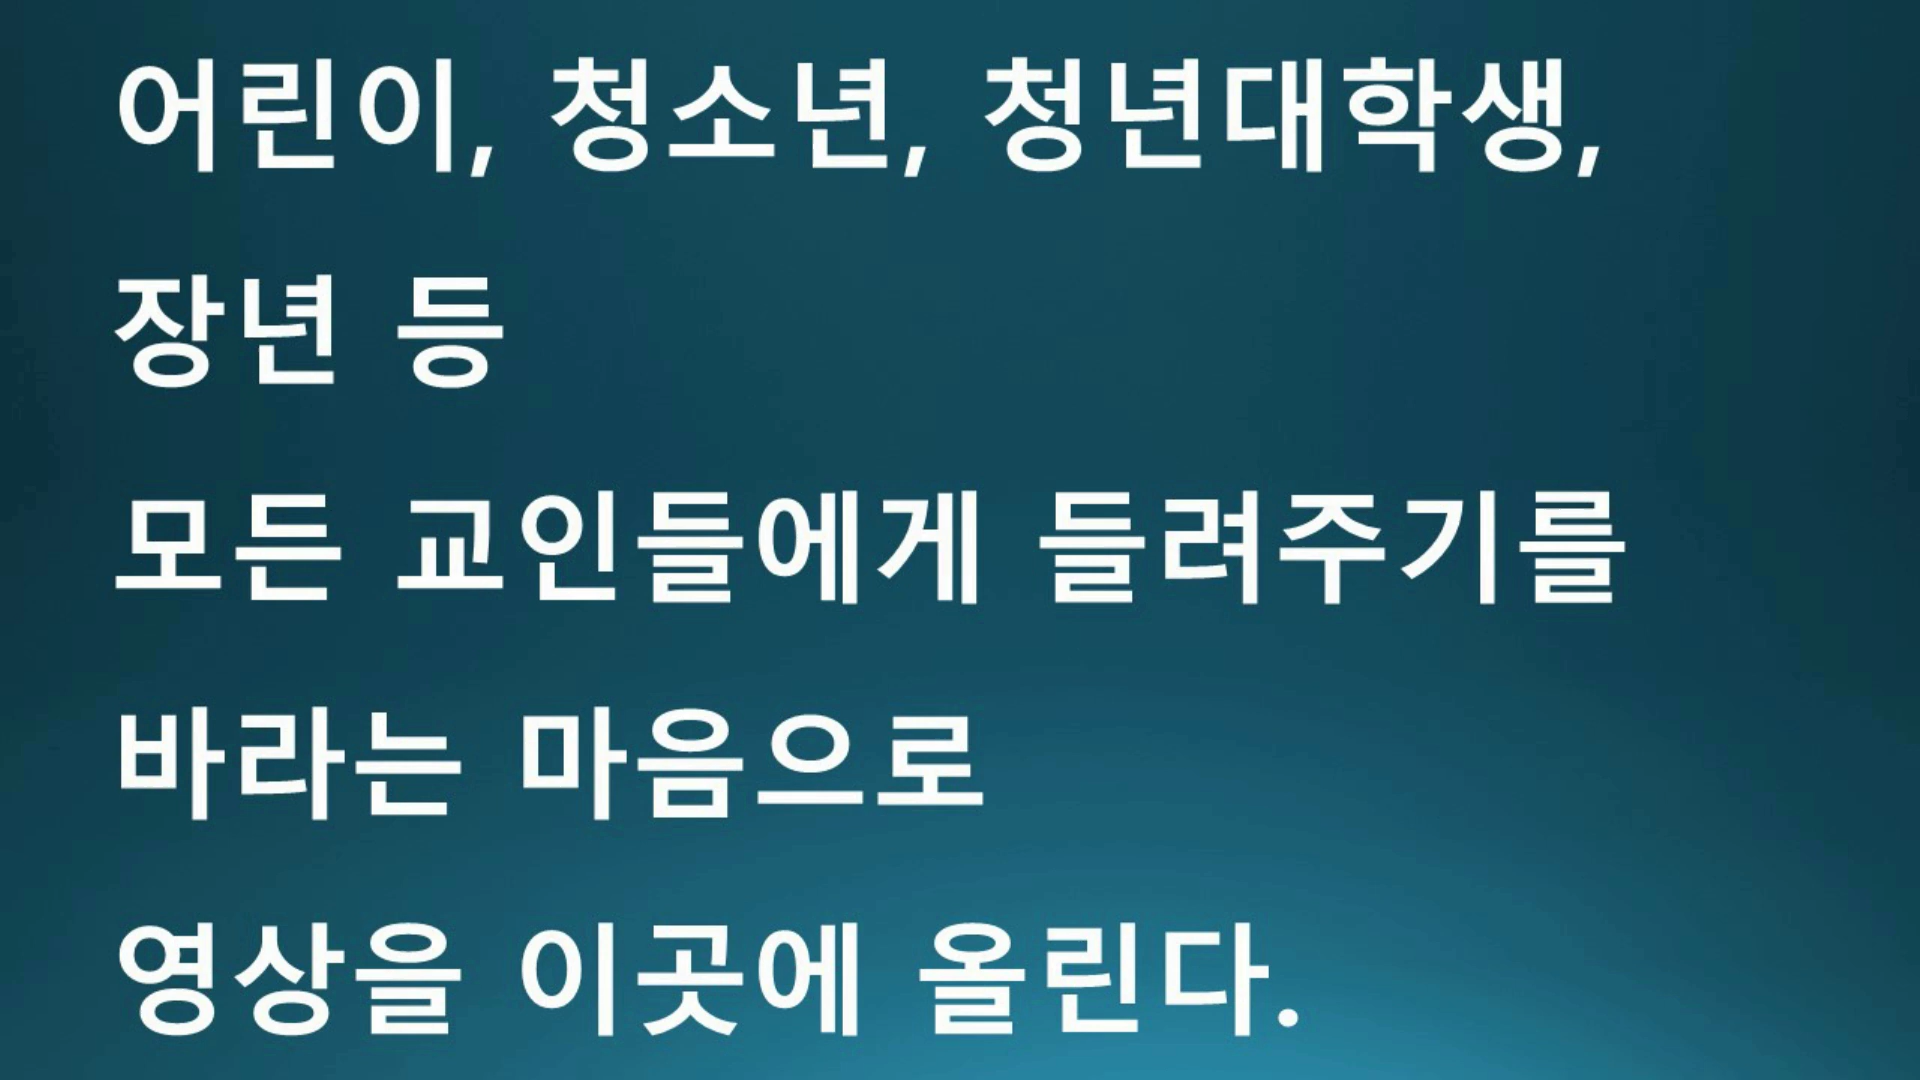 어린이, 청소년, 청년대학생,
장년 등
모든 교인들에게 들려주기를
바라는 마음으로
영상을 이곳에 올린다.